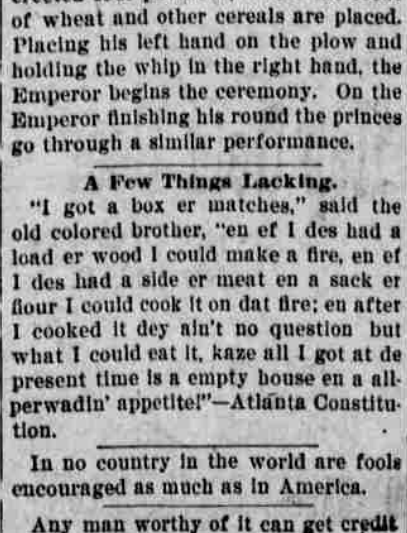 of wheat and other cereals are placed.
Placing his left hand on the plow and
holding the whip in the right hand, the
Emperor begins the ceremony. On the
Emperor finishing his round the princes
go through a similar performance.
A Few Things Lacking.
"I got a box er matches," said the
old colored brother, "en ef I des had a
load er wood I could make a fire, en ef
I des had a side er meat en a sack er
flour I could cook it on dat fire; en after
I cooked it dey ain't no question but
what I could eat it, kaze all I got at de
present time is a empty house en a all-
perwadin' appetite!"—Atlanta Constitu-
tion.
In no country in the world are fools
encouraged as much as in America.
Any man worthy of it can get credit